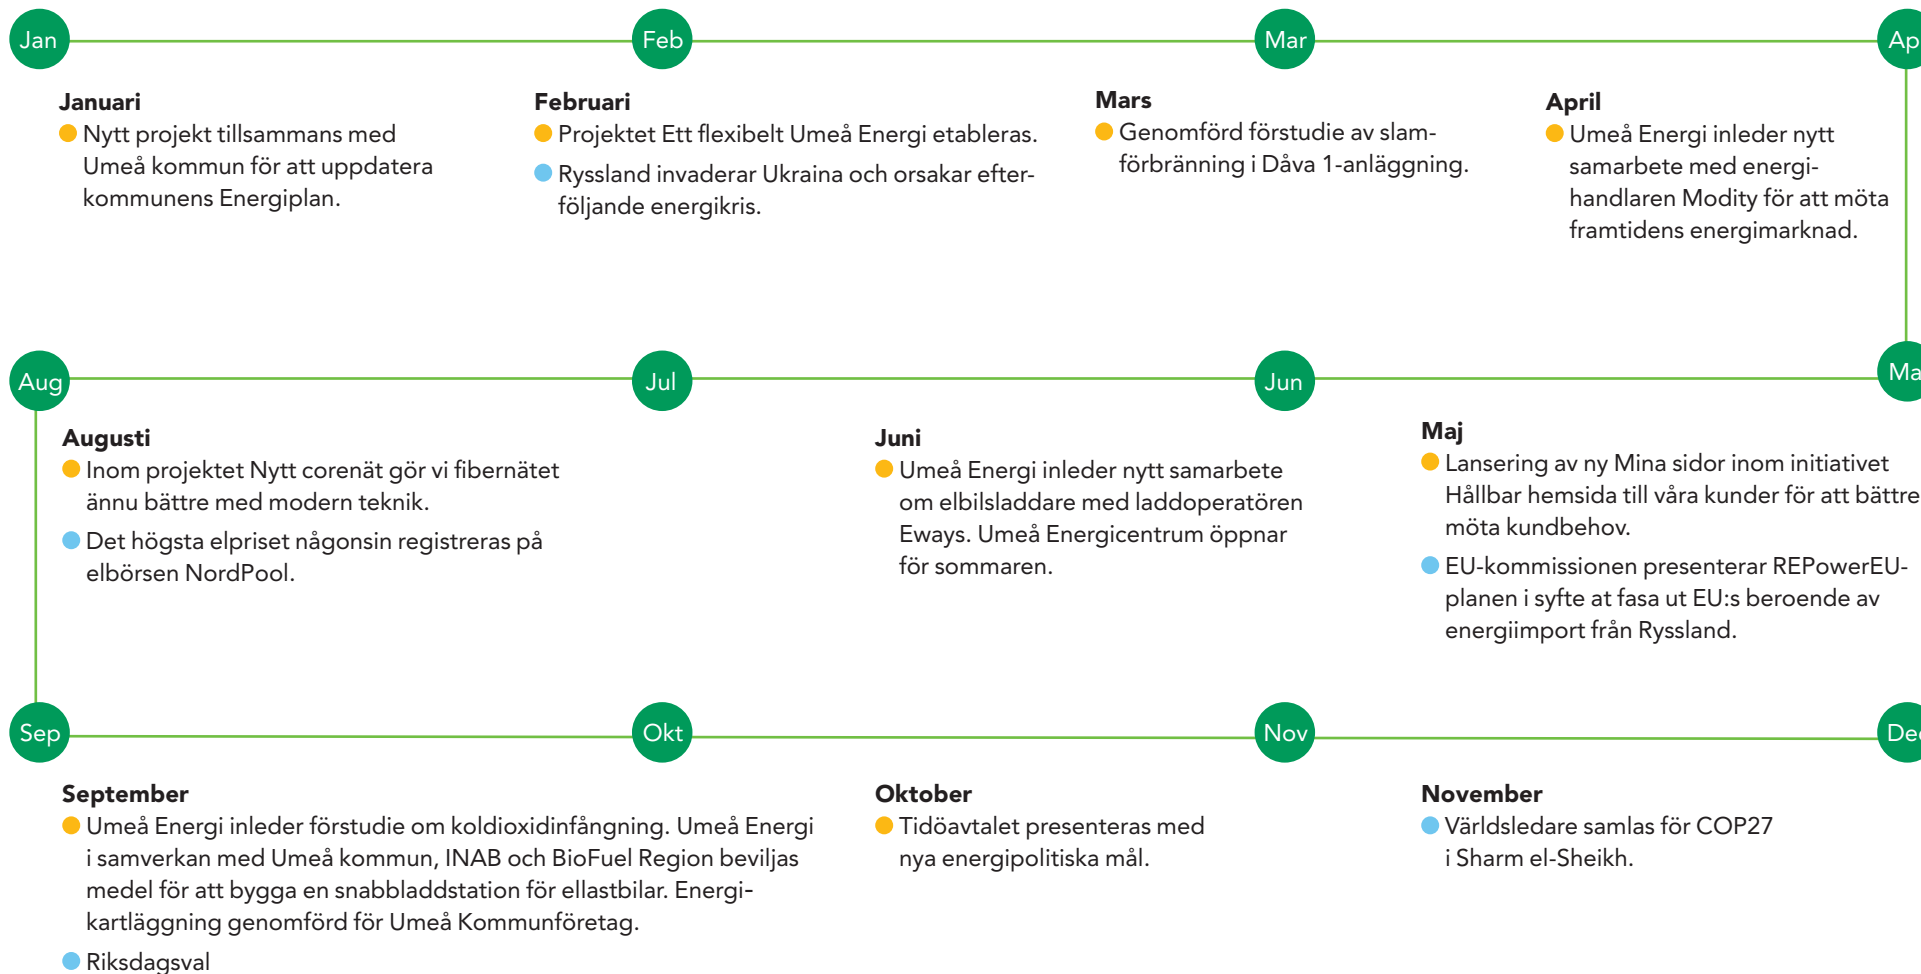 Jan
Feb
Mar
Ap
Januari
Nytt projekt tillsammans med
Umeå kommun för att uppdatera
kommunens Energiplan.
Februari
Projektet Ett flexibelt Umeå Energi etableras.
Ryssland invaderar Ukraina och orsakar efter-
följande energikris.
Mars
Genomförd förstudie av slam-
förbränning i Dåva 1-anläggning.
April
Umeå Energi inleder nytt
samarbete med energi-
handlaren Modity för att möta
framtidens energimarknad.
Aug
Jul
Jun
Ma
Augusti
Inom projektet Nytt corenät gör vi fibernätet
ännu bättre med modern teknik.
Det högsta elpriset någonsin registreras på
elbörsen NordPool.
Juni
Umeå Energi inleder nytt samarbete
om elbilsladdare med laddoperatören
Eways. Umeå Energicentrum öppnar
för sommaren.
Maj
Lansering av ny Mina sidor inom initiativet
Hållbar hemsida till våra kunder för att bättre
möta kundbehov.
EU-kommissionen presenterar REPowerEU-
planen i syfte at fasa ut EU:s beroende av
energiimport från Ryssland.
Sep
Okt
Nov
Dec
September
Umeå Energi inleder förstudie om koldioxidinfångning. Umeå Energi
i samverkan med Umeå kommun, INAB och BioFuel Region beviljas
medel för att bygga en snabbladdstation för ellastbilar. Energi-
kartläggning genomförd för Umeå Kommunföretag.
Riksdagsval
Oktober
Tidöavtalet presenteras med
nya energipolitiska mål.
November
Världsledare samlas för COP27
i Sharm el-Sheikh.